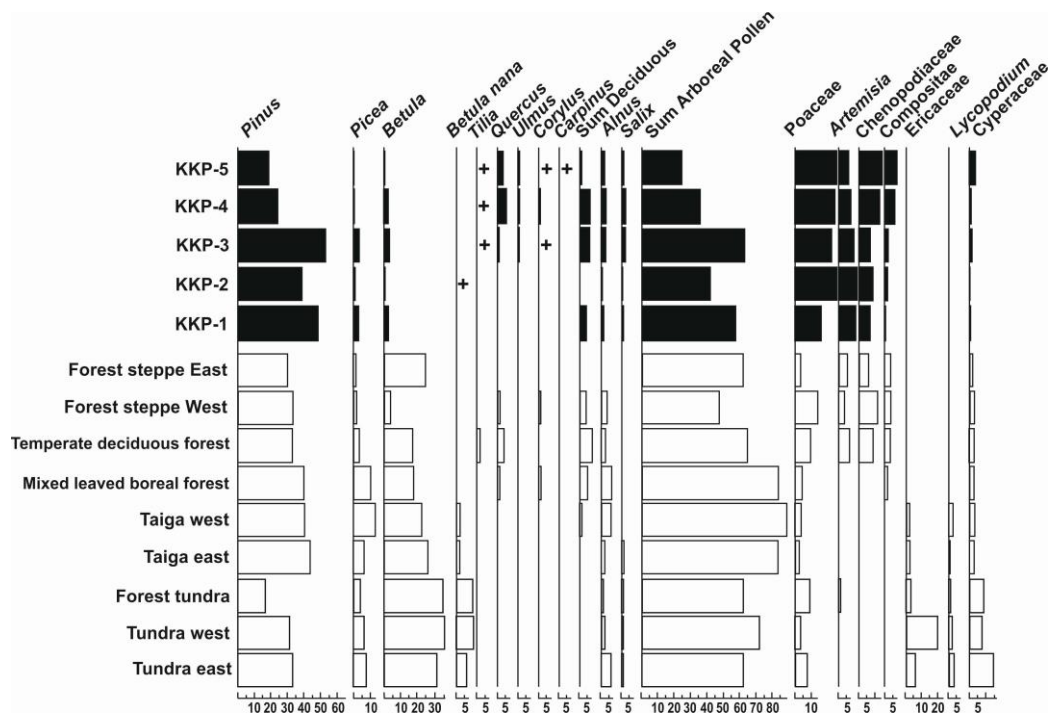 Pinus
Picea
Betula
Betula nana
Tilia
Quercus
Ulmus
Corylus
Carpinus
Sum Deciduous
Alnus
Salix
Sum Arboreal Pollen
Poaceae
Artemisia
Chenopodiaceae
Compositae
Ericaceae
Lycopodium
Cyperaceae
KKP-5 + + +
KKP-4 +
KKP-3 + +
KKP-2 +
KKP-1
Forest steppe East
Forest steppe West
Temperate deciduous forest
Mixed leaved boreal forest
Taiga west
Taiga east
Forest tundra
Tundra west
Tundra east
10 20 30 40 50 60 10 10 20 30 5 5 5 5 5 5 5 5 5 10 20 30 40 50 60 70 80 10 5 5 5 10 20 5 5